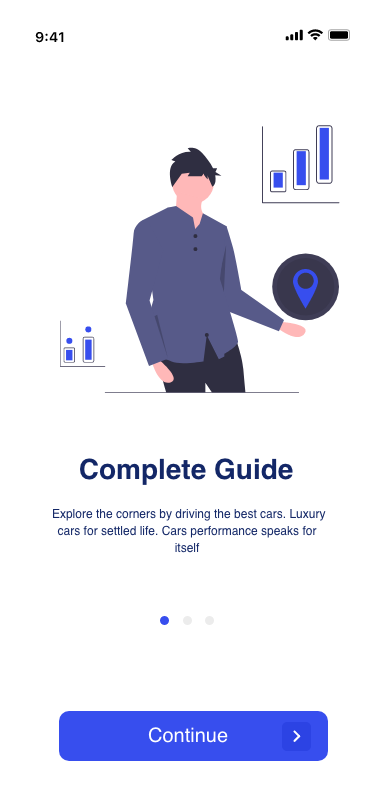 9:41
Complete Guide
Explore the corners by driving the best cars. Luxury
cars for settled life. Cars performance speaks for
itself
Continue